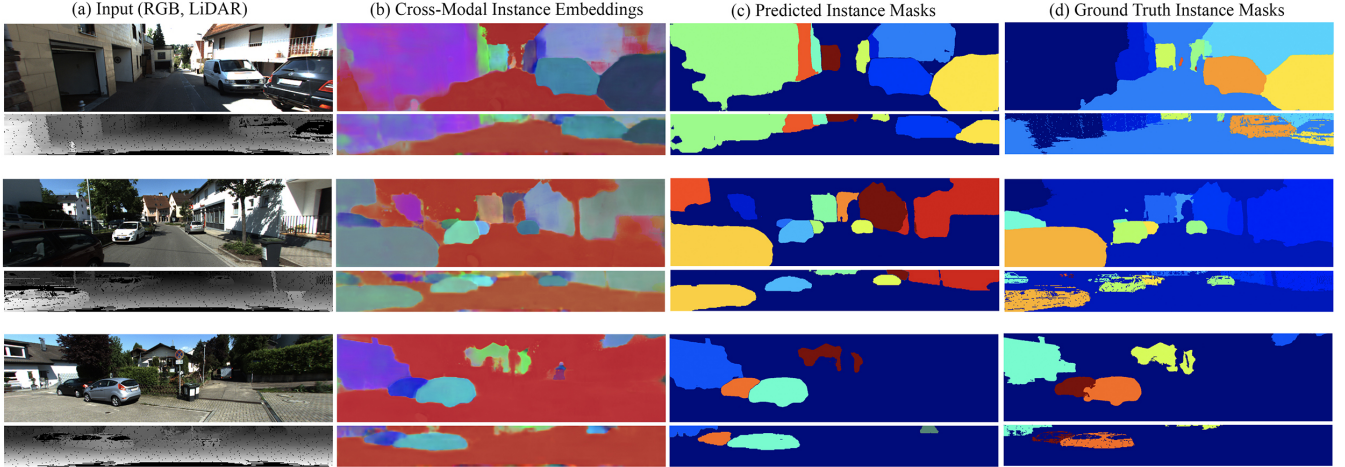 (a) Input (RGB, LiDAR)
(b) Cross-Modal Instance Embeddings
(c) Predicted Instance Masks
(d) Ground Truth Instance Masks